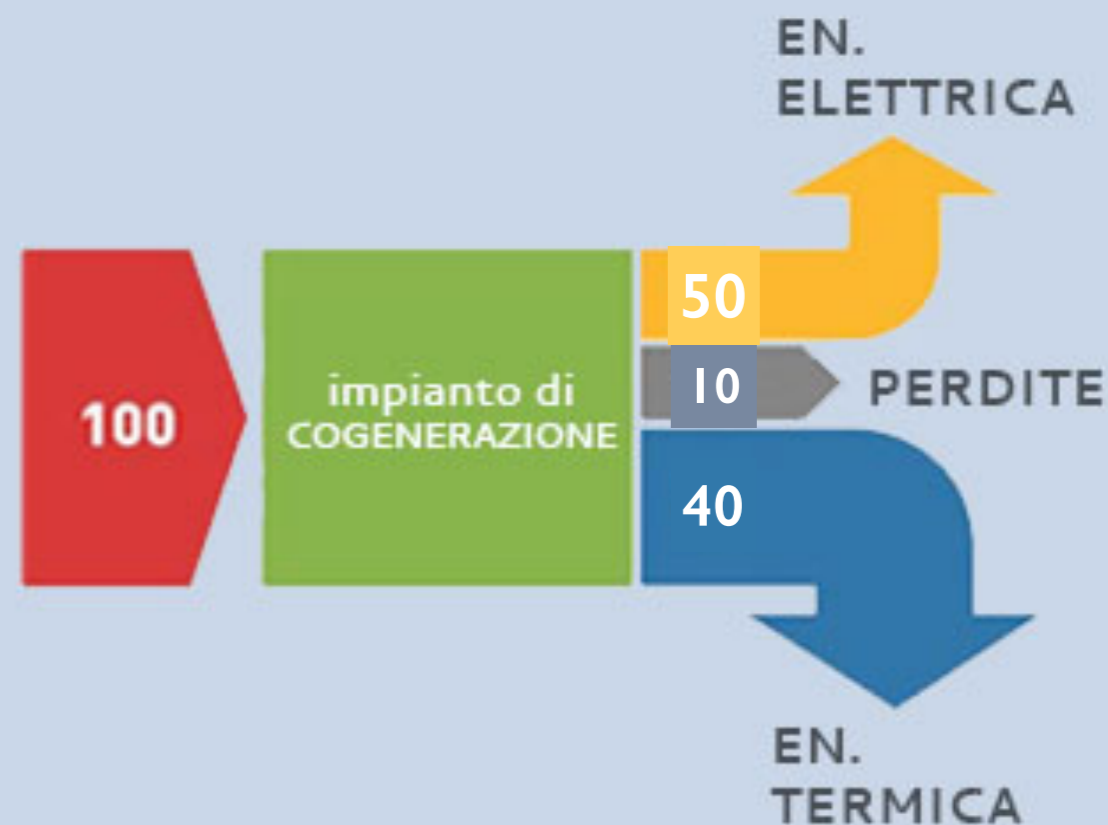 EN.
ELETTRICA
50
100
impianto di
COGENERAZIONE
10
PERDITE
40
EN.
TERMICA